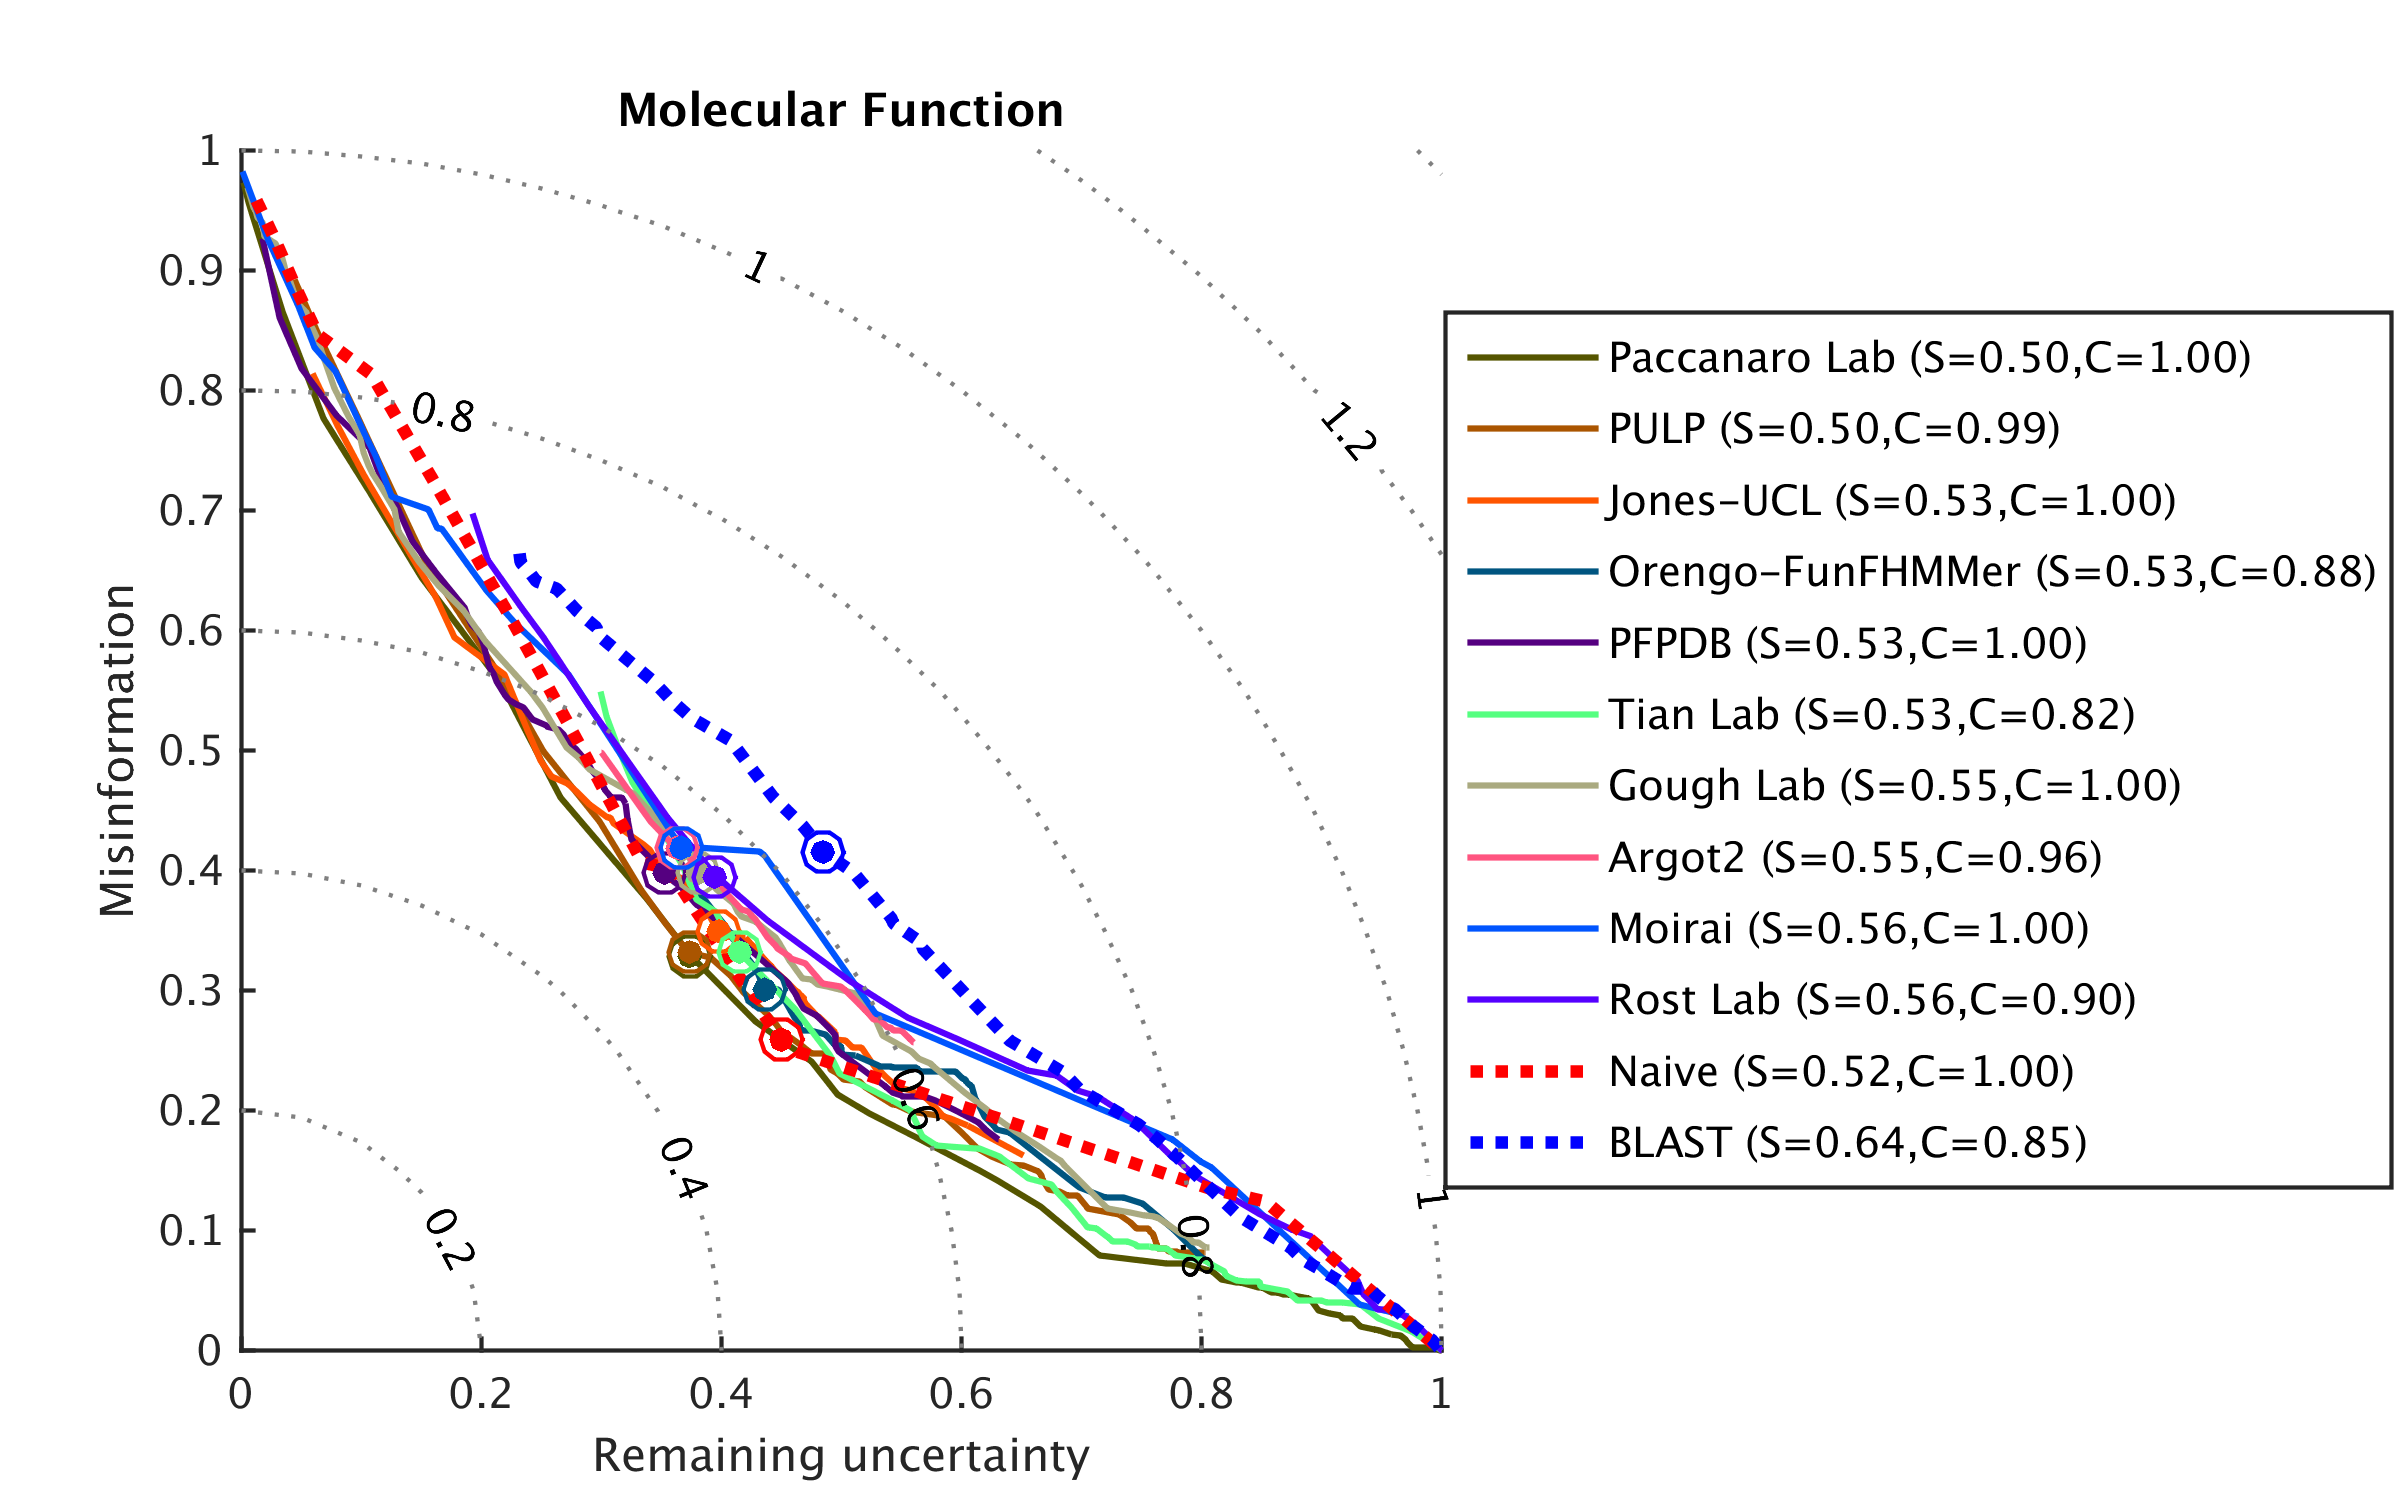 Molecular Function
1
0.9
0.8
0.7
0.6
0.5
0.4
0.3
0.2
0.1
0
Misinformation
0
0.2
0.4
0.6
0.8
1
Remaining uncertainty
1
0.8
1.2
0.6
0.4
0.2
0.8
1
Paccanaro Lab (S=0.50,C=1.00)
PULP (S=0.50,C=0.99)
Jones-UCL (S=0.53,C=1.00)
Orengo-FunFHMMer (S=0.53,C=0.88)
PFPDB (S=0.53,C=1.00)
Tian Lab (S=0.53,C=0.82)
Gough Lab (S=0.55,C=1.00)
Argot2 (S=0.55,C=0.96)
Moirai (S=0.56,C=1.00)
Rost Lab (S=0.56,C=0.90)
Naive (S=0.52,C=1.00)
BLAST (S=0.64,C=0.85)